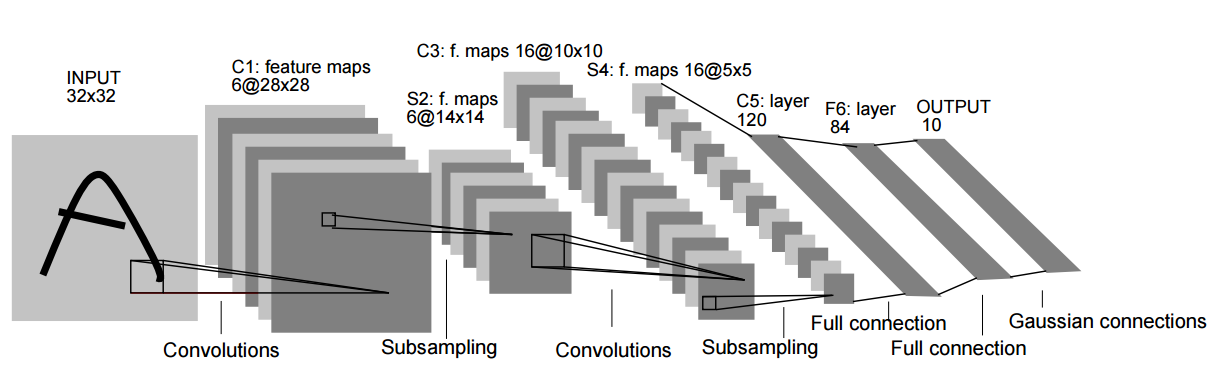 INPUT
32x32
C1: feature maps
6@28x28
S2: f. maps
6@14x14
C3: f. maps 16@10x10
S4: f. maps 16@5x5
C5: layer
120
F6: layer
84
OUTPUT
10
Convolutions
Subsampling
Convolutions
Subsampling
Full connection
Full connection
Gaussian connections